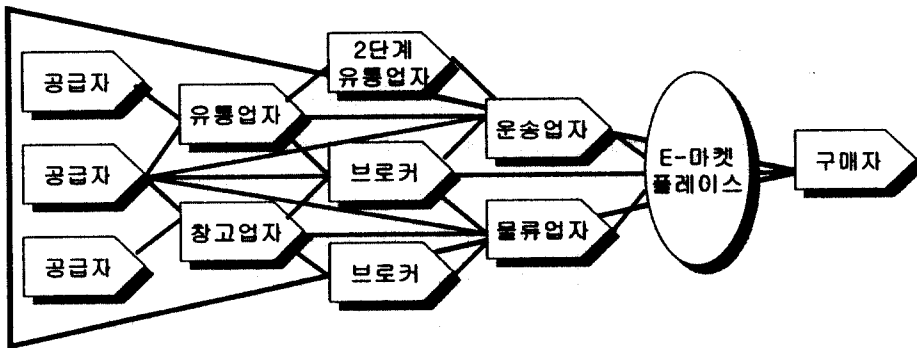 공급자
공급자
공급자
유통업자
창고업자
2단계
유통업자
브로커
브로커
운송업자
물류업자
E-마켓
플레이스
구매자